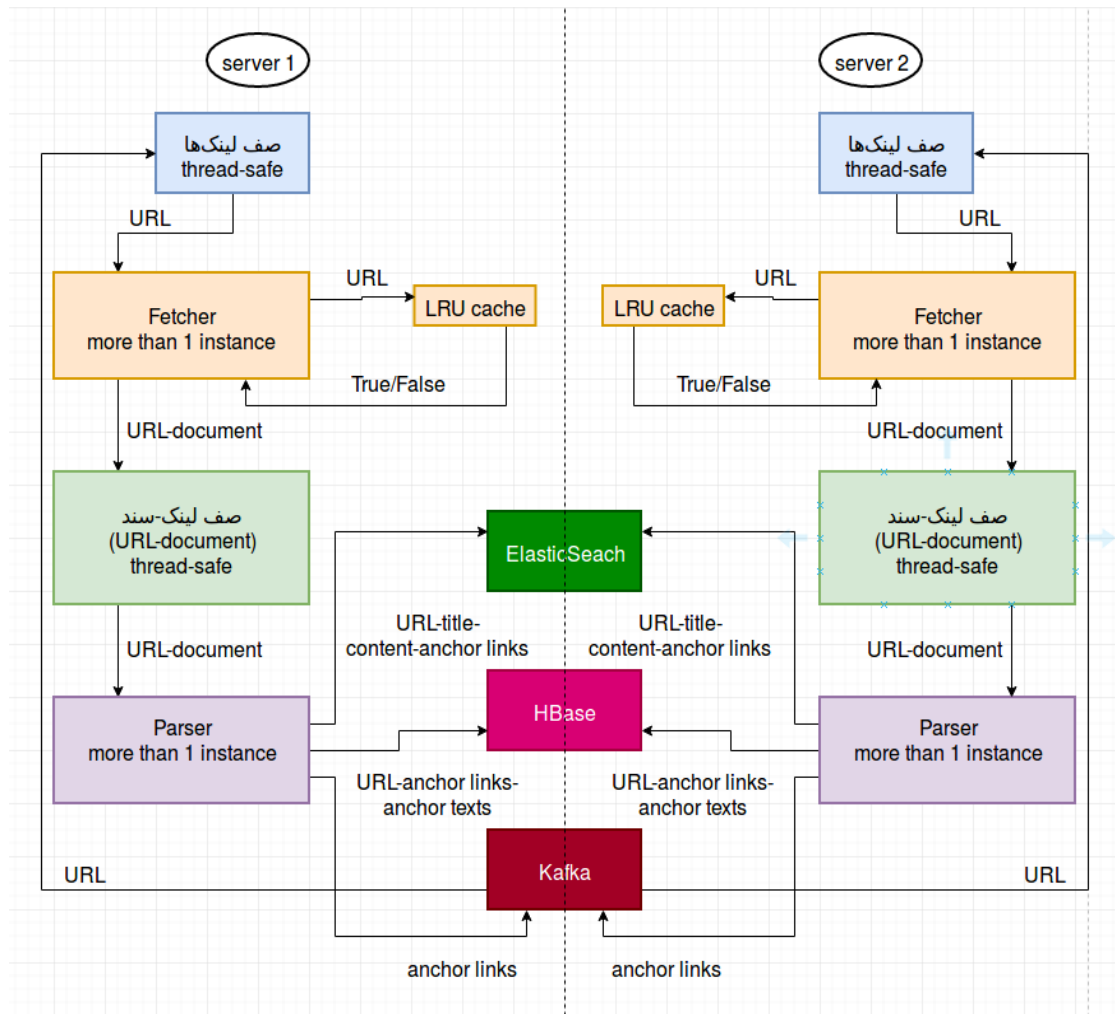 server 1
server 2
صف لینک‌ها
thread-safe
صف لینک‌ها
thread-safe
URL
URL
Fetcher
more than 1 instance
URL
LRU cache
True/False
URL
LRU cache
True/False
Fetcher
more than 1 instance
URL-document
URL-document
صف لینک-سند
(URL-document)
thread-safe
ElasticSeach
صف لینک-سند
(URL-document)
thread-safe
URL-document
URL-title-
content-anchor links
URL-title-
content-anchor links
URL-document
Parser
more than 1 instance
HBase
Parser
more than 1 instance
URL-anchor links-
anchor texts
URL-anchor links-
anchor texts
URL
Kafka
URL
anchor links
anchor links